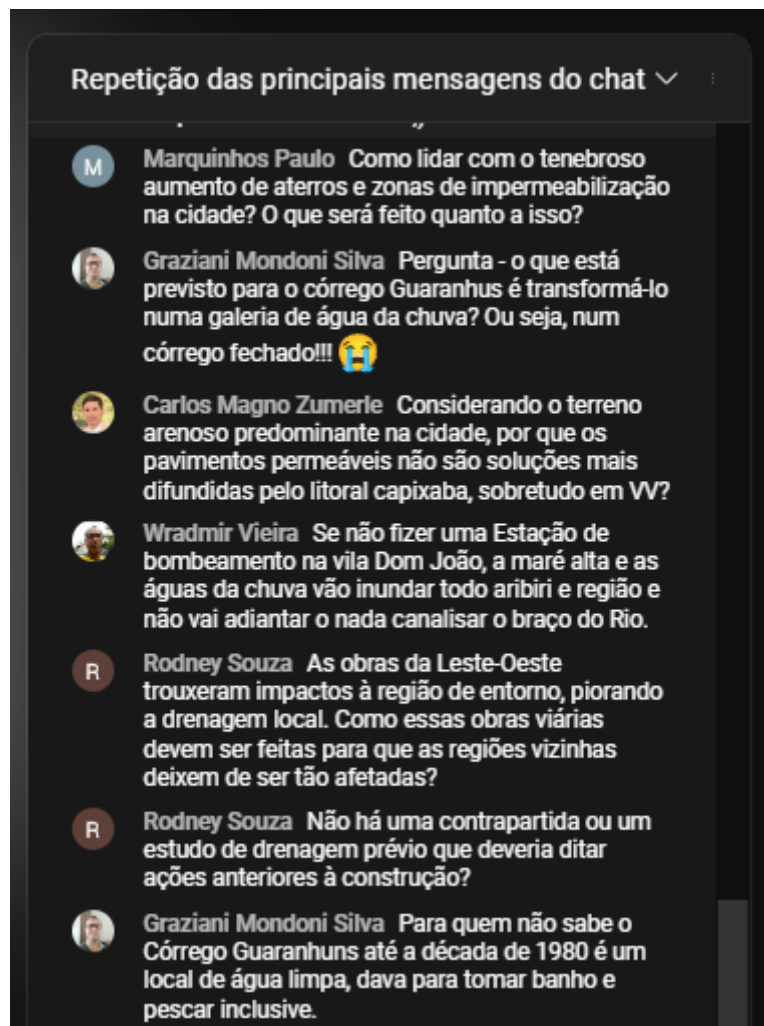 Repetição das principais mensagens do chat
M
Marquinhos Paulo Como lidar com o tenebroso
aumento de aterros e zonas de impermeabilização
na cidade? O que será feito quanto a isso?
Graziani Mondoni Silva Pergunta - o que está
previsto para o córrego Guaranhus é transformá-lo
numa galeria de água da chuva? Ou seja, num
córrego fechado!!! 😭
Carlos Magno Zumerle Considerando o terreno
arenoso predominante na cidade, por que os
pavimentos permeáveis não são soluções mais
difundidas pelo litoral capixaba, sobretudo em VV?
Wradmir Vieira Se não fizer uma Estação de
bombeamento na vila Dom João, a maré alta e as
águas da chuva vão inundar todo aribiri e região e
não vai adiantar o nada canalisar o braço do Rio.
R
Rodney Souza As obras da Leste-Oeste
trouxeram impactos à região de entorno, piorando
a drenagem local. Como essas obras viárias
devem ser feitas para que as regiões vizinhas
deixem de ser tão afetadas?
R
Rodney Souza Não há uma contrapartida ou um
estudo de drenagem prévio que deveria ditar
ações anteriores à construção?
Graziani Mondoni Silva Para quem não sabe o
Córrego Guaranhuns até a década de 1980 é um
local de água limpa, dava para tomar banho e
pescar inclusive.